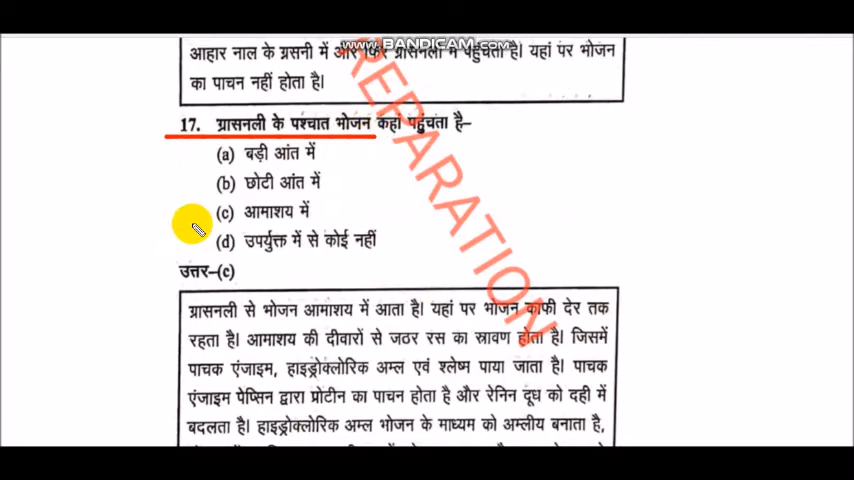 www.BANDICAM.com
आहार नाल के ग्रसनी में और फिर ग्रासनली में पहुंचता है। यहां पर भोजन
का पाचन नहीं होता है।
17. ग्रासनली के पश्चात भोजन कहां पहुंचता है–
(a) बड़ी आंत में
(b) छोटी आंत में
(c) आमाशय में
(d) उपर्युक्त में से कोई नहीं
उत्तर–(c)
ग्रासनली से भोजन आमाशय में आता है। यहां पर भोजन काफी देर तक
रहता है। आमाशय की दीवारों से जठर रस का स्रावण होता है। जिसमें
पाचक एंजाइम, हाइड्रोक्लोरिक अम्ल एवं श्लेष्म पाया जाता है। पाचक
एंजाइम पेप्सिन द्वारा प्रोटीन का पाचन होता है और रेनिन दूध को दही में
बदलता है। हाइड्रोक्लोरिक अम्ल भोजन के माध्यम को अम्लीय बनाता है,
REPARATION